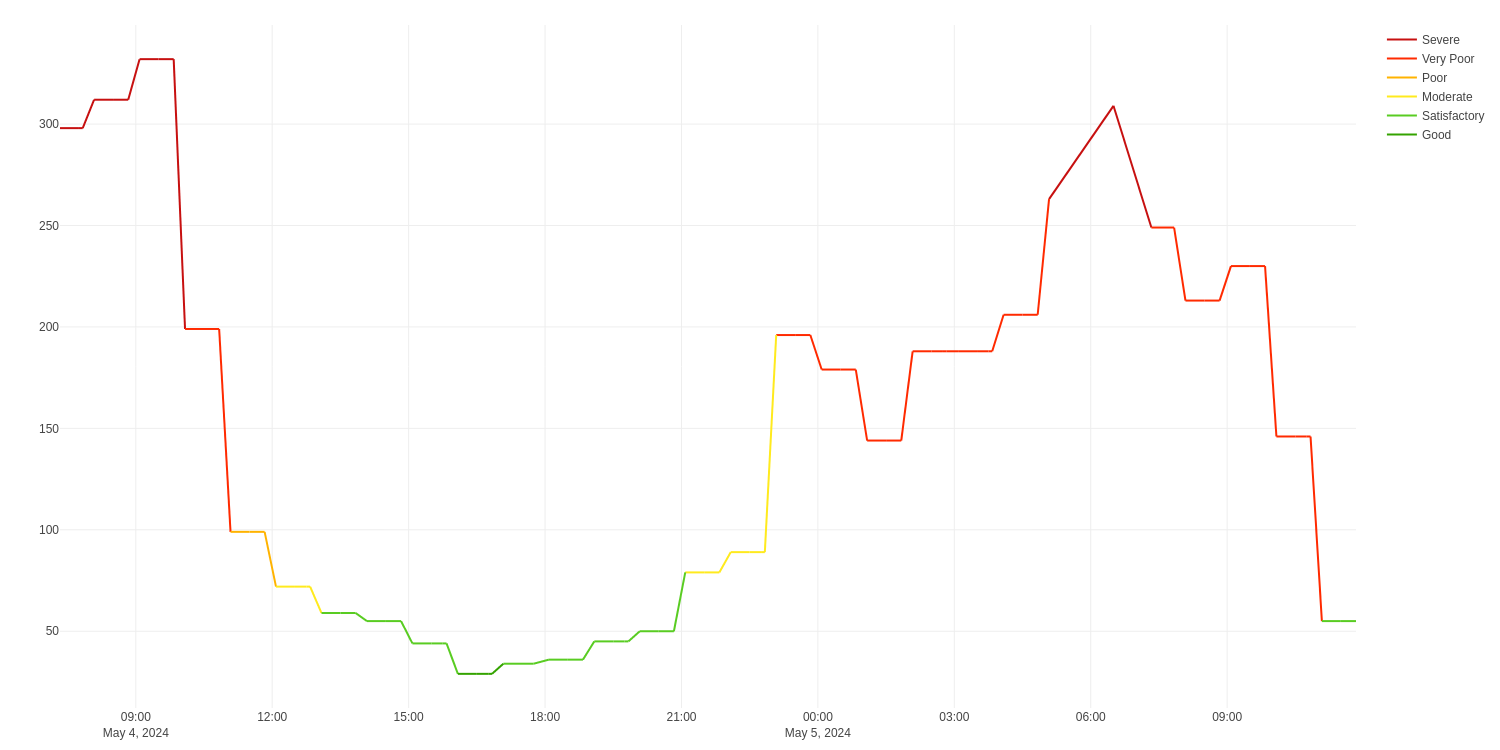 300
250
200
150
100
50
09:00
May 4, 2024
12:00
15:00
18:00
21:00
00:00
May 5, 2024
03:00
06:00
09:00
Severe
Very Poor
Poor
Moderate
Satisfactory
Good